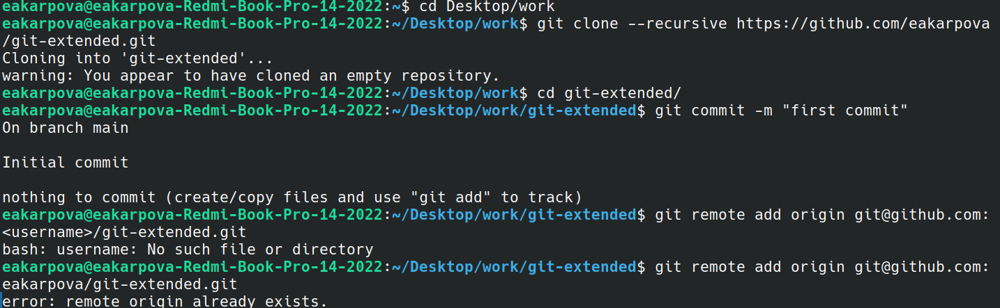 eakarpova@eakarpova-Redmi-Book-Pro-14-2022:~$ cd Desktop/work
eakarpova@eakarpova-Redmi-Book-Pro-14-2022:~/Desktop/work$ git clone --recursive https://github.com/eakarpova
/git-extended.git
Cloning into 'git-extended'...
warning: You appear to have cloned an empty repository.
eakarpova@eakarpova-Redmi-Book-Pro-14-2022:~/Desktop/work$ cd git-extended/
eakarpova@eakarpova-Redmi-Book-Pro-14-2022:~/Desktop/work/git-extended$ git commit -m "first commit"
On branch main
Initial commit
nothing to commit (create/copy files and use "git add" to track)
eakarpova@eakarpova-Redmi-Book-Pro-14-2022:~/Desktop/work/git-extended$ git remote add origin git@github.com:
<username>/git-extended.git
bash: username: No such file or directory
eakarpova@eakarpova-Redmi-Book-Pro-14-2022:~/Desktop/work/git-extended$ git remote add origin git@github.com:
eakarpova/git-extended.git
error: remote origin already exists.